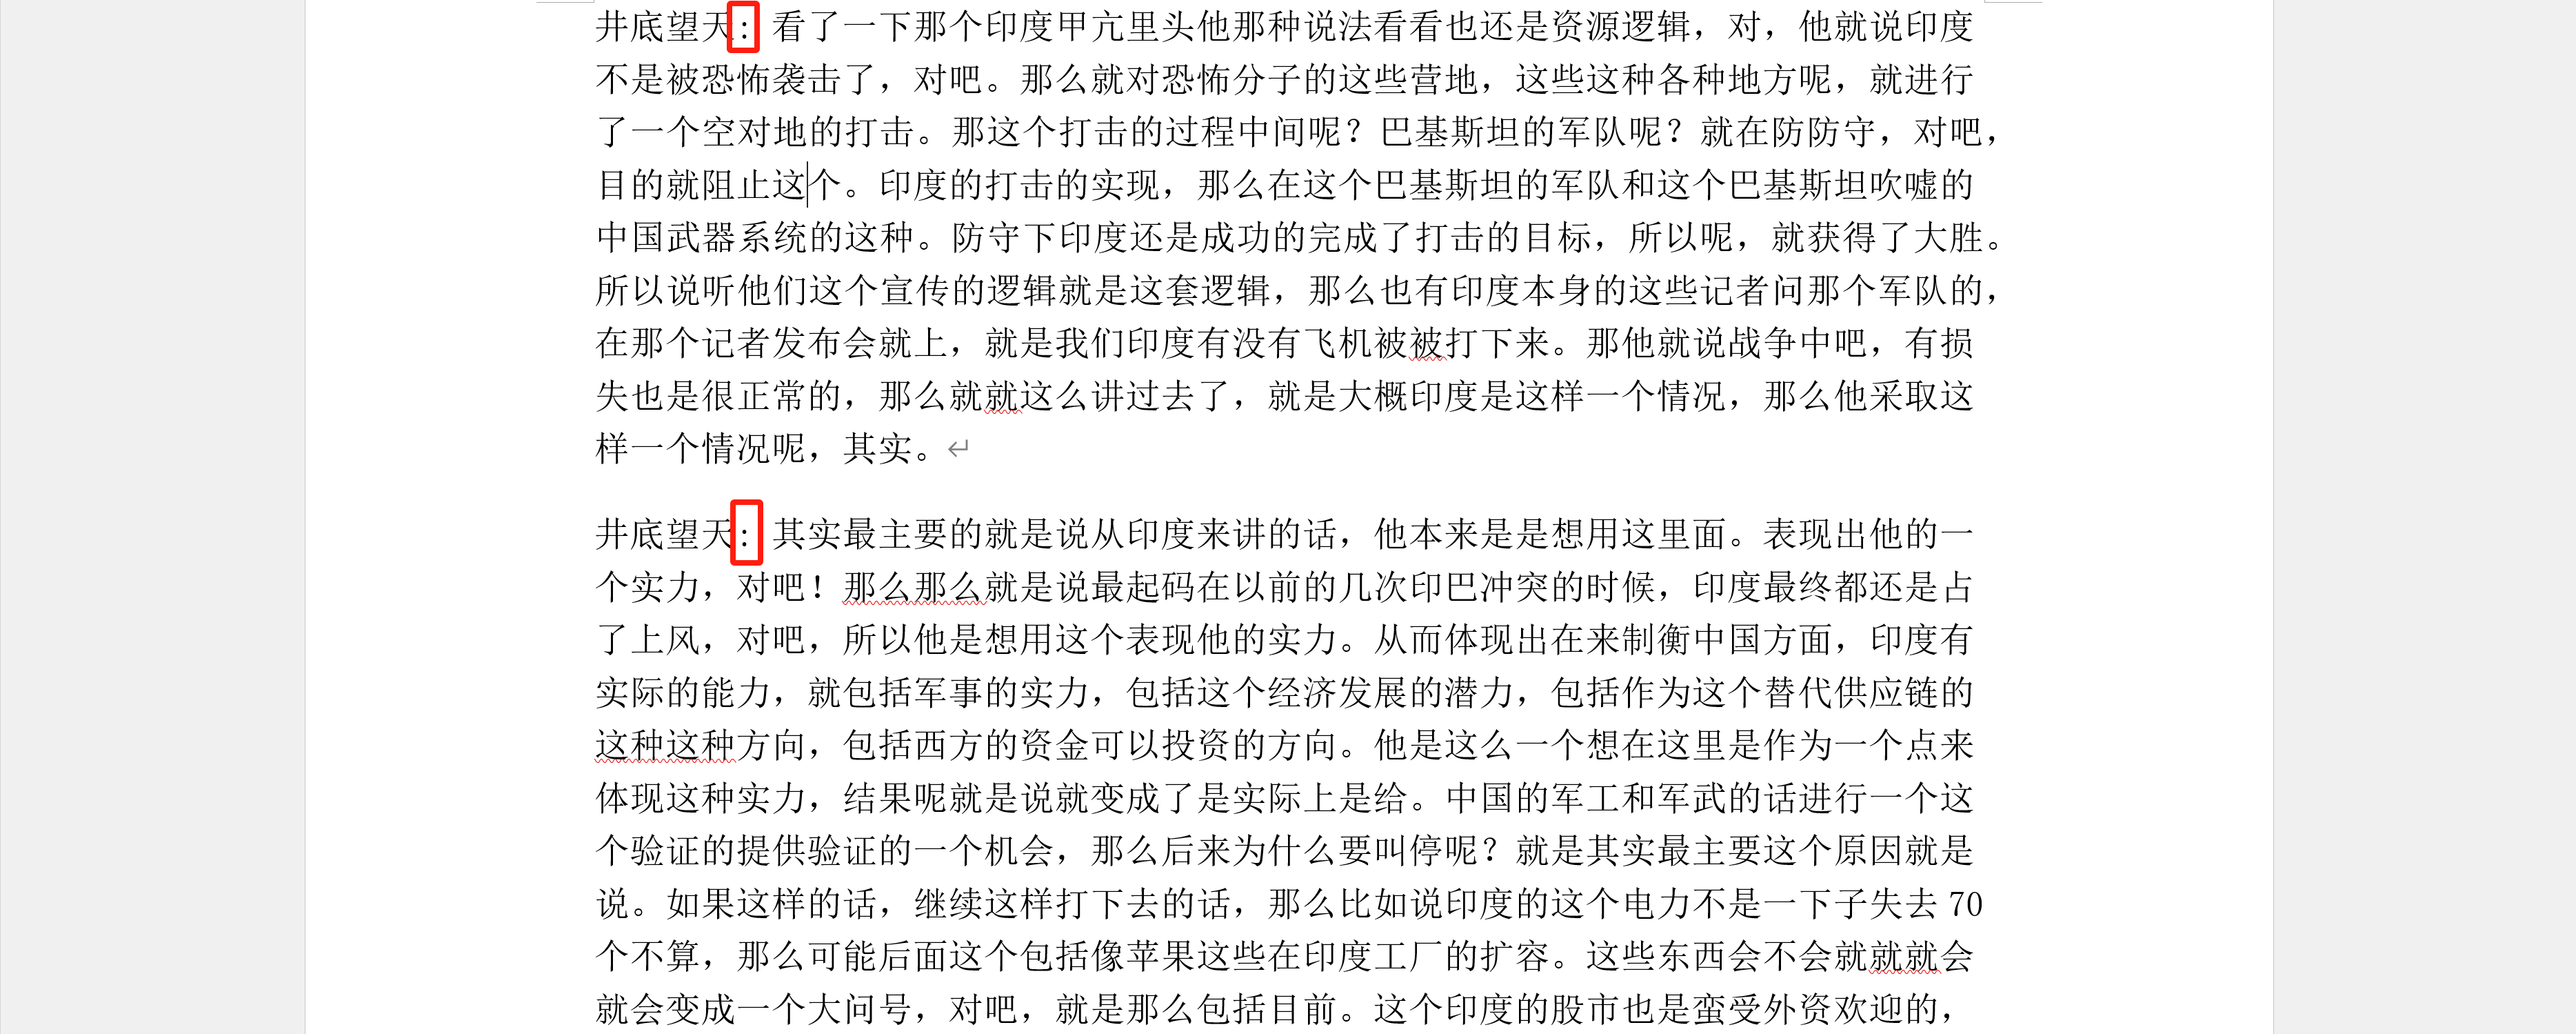 井底望天：看了一下那个印度甲亢里头他那种说法看看也还是资源逻辑，对，他就说印度
不是被恐怖袭击了，对吧。那么就对恐怖分子的这些营地，这些这种各种地方呢，就进行
了一个空对地的打击。那这个打击的过程中间呢？巴基斯坦的军队呢？就在防防守，对吧，
目的就阻止这个。印度的打击的实现，那么在这个巴基斯坦的军队和这个巴基斯坦吹嘘的
中国武器系统的这种。防守下印度还是成功的完成了打击的目标，所以呢，就获得了大胜。
所以说听他们这个宣传的逻辑就是这套逻辑，那么也有印度本身的这些记者问那个军队的，
在那个记者发布会就上，就是我们印度有没有飞机被被打下来。那他就说战争中吧，有损
失也是很正常的，那么就就这么讲过去了，就是大概印度是这样一个情况，那么他采取这
样一个情况呢，其实。
井底望天：其实最主要的就是说从印度来讲的话，他本来是是想用这里面。表现出他的一
个实力，对吧！那么那么就是说最起码在以前的几次印巴冲突的时候，印度最终都还是占
了上风，对吧，所以他是想用这个表现他的实力。从而体现出在来制衡中国方面，印度有
实际的能力，就包括军事的实力，包括这个经济发展的潜力，包括作为这个替代供应链的
这种这种方向，包括西方的资金可以投资的方向。他是这么一个想在这里是作为一个点来
体现这种实力，结果呢就是说就变成了是实际上是给。中国的军工和军武的话进行一个这
个验证的提供验证的一个机会，那么后来为什么要叫停呢？就是其实最主要这个原因就是
说。如果这样的话，继续这样打下去的话，那么比如说印度的这个电力不是一下子失去 70
个不算，那么可能后面这个包括像苹果这些在印度工厂的扩容。这些东西会不会就就就会
就会变成一个大问号，对吧，就是那么包括目前。这个印度的股市也是蛮受外资欢迎的，